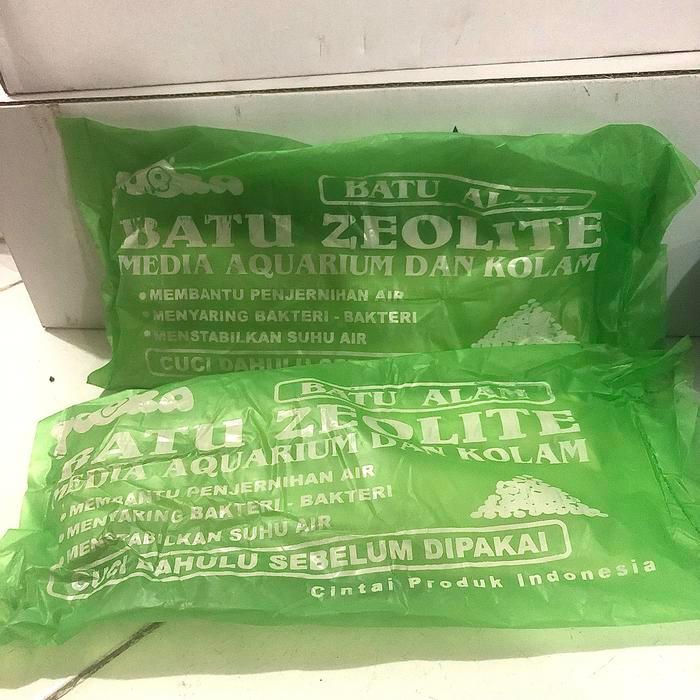 BATU ALAM
BATU ZEOLITE
MEDIA AQUARIUM DAN KOLAM
• MEMBANTU PENJERNIHAN AIR
• MENYARING BAKTERI - BAKTERI
• MENSTABILKAN SUHU AIR
CUCI DAHULU
BATU ALAM
BATU ZEOLITE
MEDIA AQUARIUM DAN KOLAM
• MEMBANTU PENJERNIHAN AIR
• MENYARING BAKTERI - BAKTERI
• MENSTABILKAN SUHU AIR
CUCI DAHULU SEBELUM DIPAKAI
Cintai Produk Indonesia